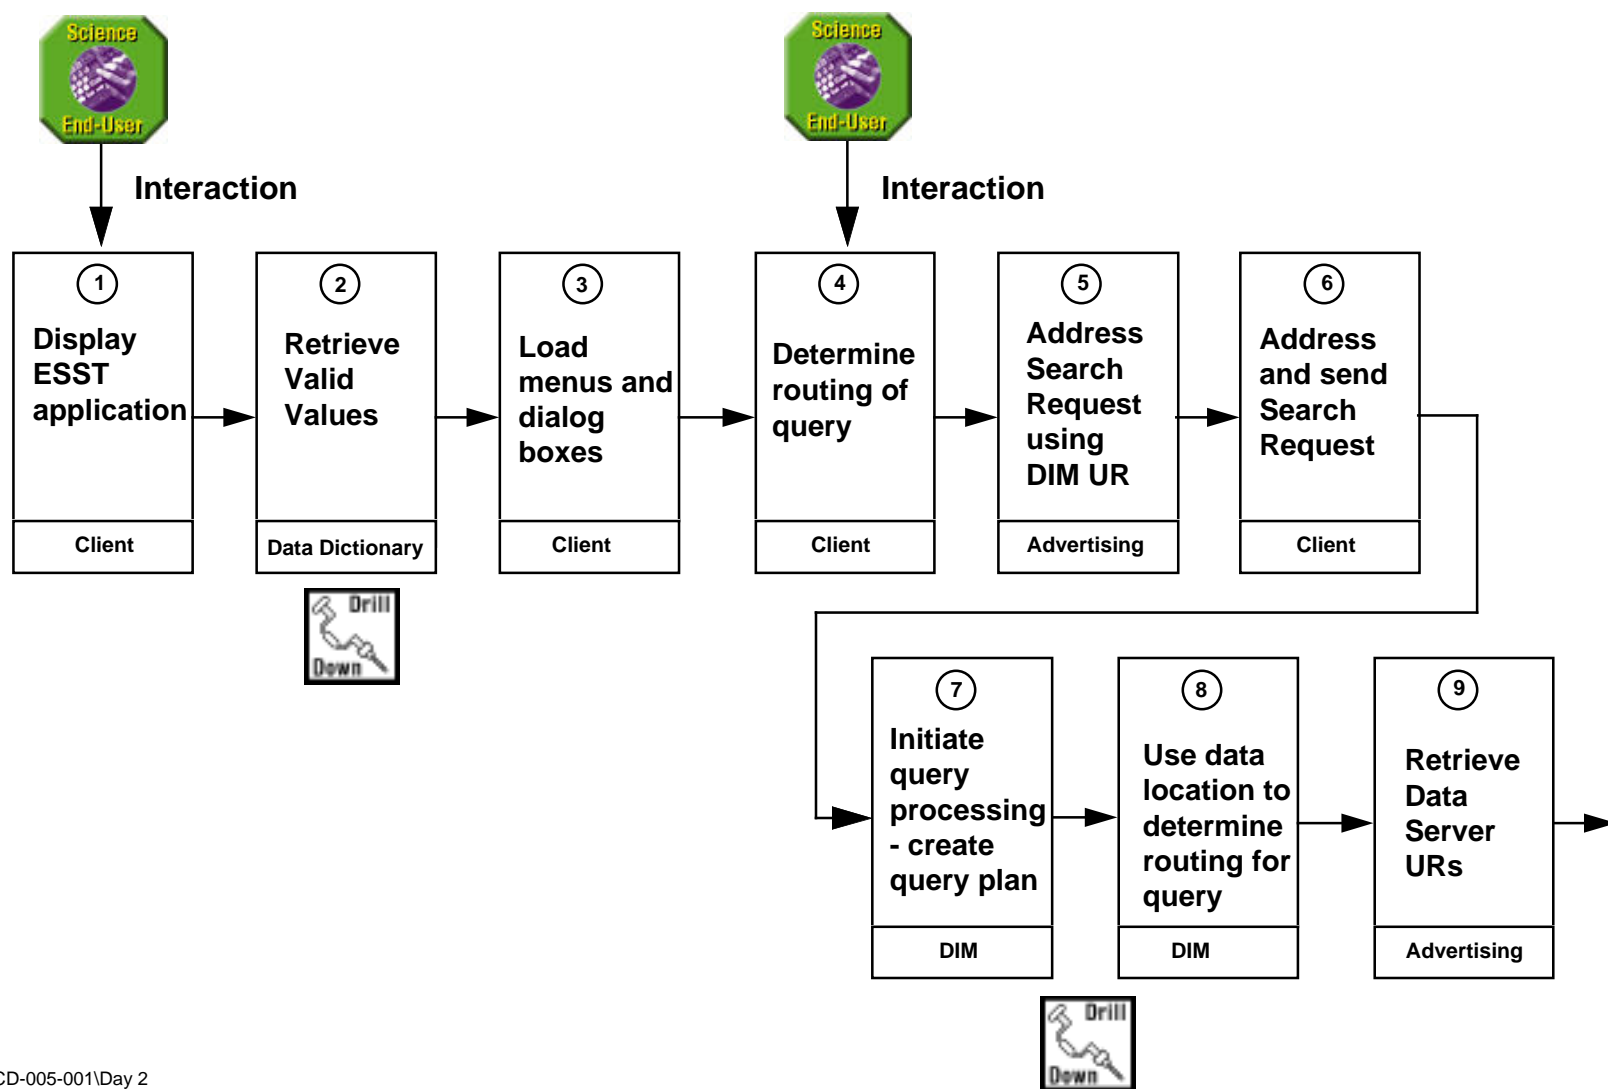 Science
End-User
Interaction
Science
End-User
Interaction
1
Display
ESST
application
Client
2
Retrieve
Valid
Values
Data Dictionary
Drill
Down
3
Load
menus and
dialog
boxes
Client
4
Determine
routing of
query
Client
5
Address
Search
Request
using
DIM UR
Advertising
6
Address
and send
Search
Request
Client
7
Initiate
query
processing
- create
query plan
DIM
8
Use data
location to
determine
routing for
query
DIM
Drill
Down
9
Retrieve
Data
Server
URs
Advertising
CD-005-001\Day 2